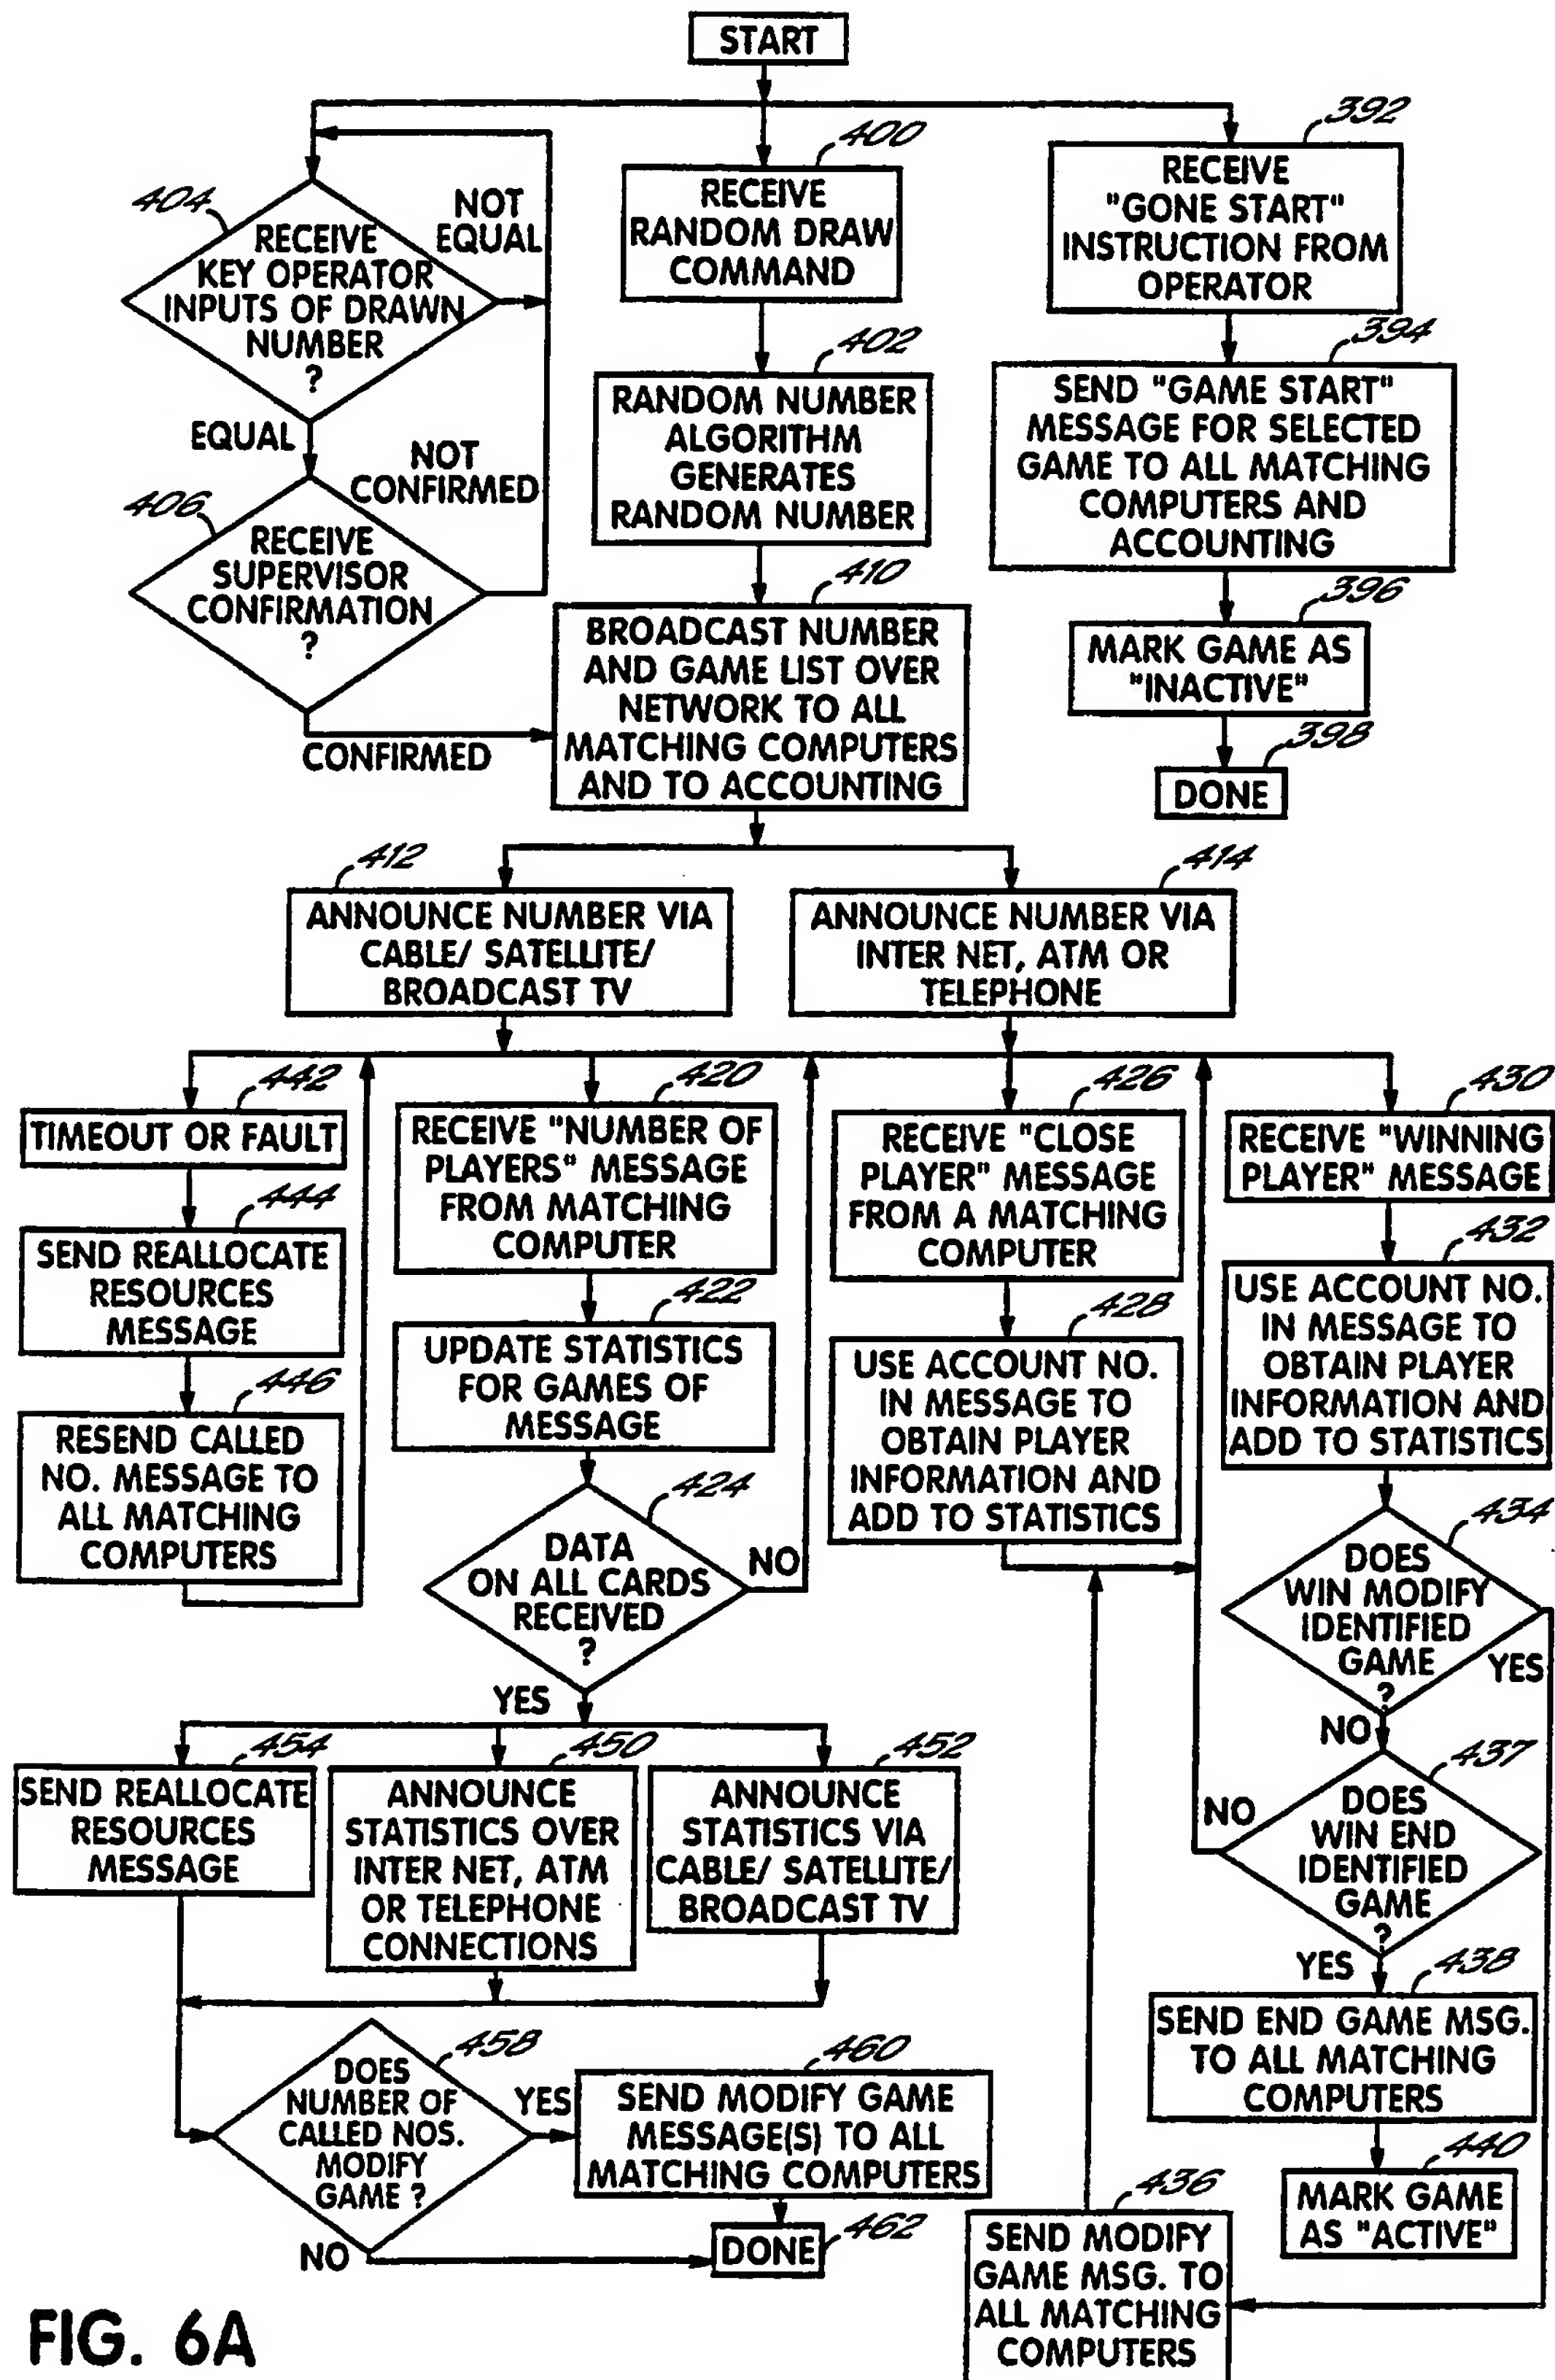 START
392
400
RECEIVE
"GONE START"
INSTRUCTION FROM
OPERATOR
RECEIVE
RANDOM DRAW
COMMAND
404
NOT
EQUAL
RECEIVE
KEY OPERATOR
INPUTS OF DRAWN
NUMBER
?
394
402
SEND "GAME START"
MESSAGE FOR SELECTED
GAME TO ALL MATCHING
COMPUTERS AND
ACCOUNTING
RANDOM NUMBER
ALGORITHM
GENERATES
RANDOM NUMBER
EQUAL
NOT
CONFIRMED
406
RECEIVE
SUPERVISOR
CONFIRMATION
?
410
396
BROADCAST NUMBER
AND GAME LIST OVER
NETWORK TO ALL
MATCHING COMPUTERS
AND TO ACCOUNTING
MARK GAME AS
"INACTIVE"
CONFIRMED
398
DONE
412
414
ANNOUNCE NUMBER VIA
CABLE/ SATELLITE/
BROADCAST TV
ANNOUNCE NUMBER VIA
INTER NET, ATM OR
TELEPHONE
442
420
426
430
TIMEOUT OR FAULT
RECEIVE "NUMBER OF
PLAYERS" MESSAGE
FROM MATCHING
COMPUTER
RECEIVE "CLOSE
PLAYER" MESSAGE
FROM A MATCHING
COMPUTER
RECEIVE "WINNING
PLAYER" MESSAGE
444
SEND REALLOCATE
RESOURCES
MESSAGE
422
UPDATE STATISTICS
FOR GAMES OF
MESSAGE
428
USE ACCOUNT NO.
IN MESSAGE TO
OBTAIN PLAYER
INFORMATION AND
ADD TO STATISTICS
432
USE ACCOUNT NO.
IN MESSAGE TO
OBTAIN PLAYER
INFORMATION AND
ADD TO STATISTICS
446
RESEND CALLED
NO. MESSAGE TO
ALL MATCHING
COMPUTERS
424
DATA
ON ALL CARDS
RECEIVED
?
NO
YES
434
DOES
WIN MODIFY
IDENTIFIED
GAME
?
YES
NO
454
450
452
SEND REALLOCATE
RESOURCES
MESSAGE
ANNOUNCE
STATISTICS OVER
INTER NET, ATM
OR TELEPHONE
CONNECTIONS
ANNOUNCE
STATISTICS VIA
CABLE/ SATELLITE/
BROADCAST TV
437
NO
DOES
WIN END
IDENTIFIED
GAME
?
YES
438
SEND END GAME MSG.
TO ALL MATCHING
COMPUTERS
458
DOES
NUMBER OF
CALLED NOS.
MODIFY
GAME ?
YES
460
SEND MODIFY GAME
MESSAGE(S) TO ALL
MATCHING COMPUTERS
440
MARK GAME
AS "ACTIVE"
436
SEND MODIFY
GAME MSG. TO
ALL MATCHING
COMPUTERS
NO
DONE
462
FIG. 6A